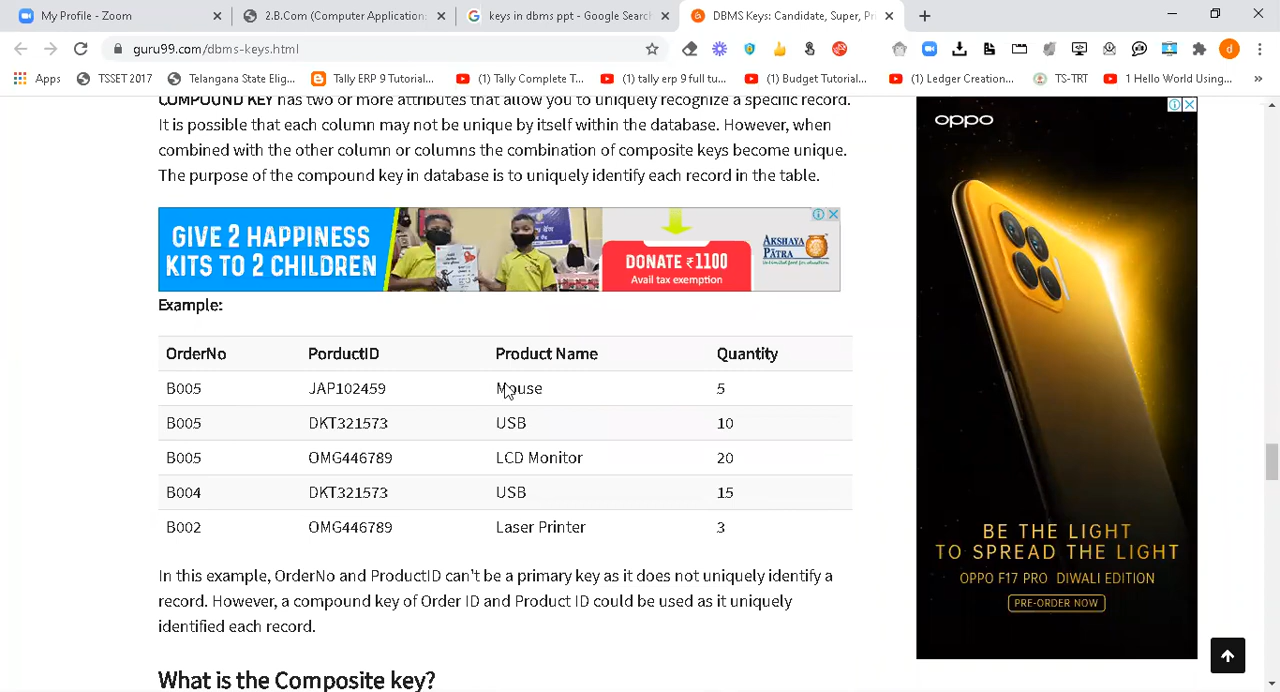 My Profile - Zoom
2.B.Com (Computer Application
keys in dbms ppt - Google Search
DBMS Keys: Candidate, Super, Pri
guru99.com/dbms-keys.html
d
Apps
TSSET 2017
Telangana State Elig...
Tally ERP 9 Tutorial...
(1) Tally Complete T...
(1) tally erp 9 full tu...
(1) Budget Tutorial...
(1) Ledger Creation...
TS-TRT
1 Hello World Using...
»
COMPOUND KEY has two or more attributes that allow you to uniquely recognize a specific record.
It is possible that each column may not be unique by itself within the database. However, when
combined with the other column or columns the combination of composite keys become unique.
The purpose of the compound key in database is to uniquely identify each record in the table.
GIVE 2 HAPPINESS
KITS TO 2 CHILDREN
DONATE ₹1100
Avail tax exemption
AKSHAYA
PATRA
Example:
OrderNo PorductID Product Name Quantity
B005 JAP102459 Mouse 5
B005 DKT321573 USB 10
B005 OMG446789 LCD Monitor 20
B004 DKT321573 USB 15
B002 OMG446789 Laser Printer 3
In this example, OrderNo and ProductID can't be a primary key as it does not uniquely identify a
record. However, a compound key of Order ID and Product ID could be used as it uniquely
identified each record.
What is the Composite key?
oppo
BE THE LIGHT
TO SPREAD THE LIGHT
OPPO F17 PRO DIWALI EDITION
PRE-ORDER NOW